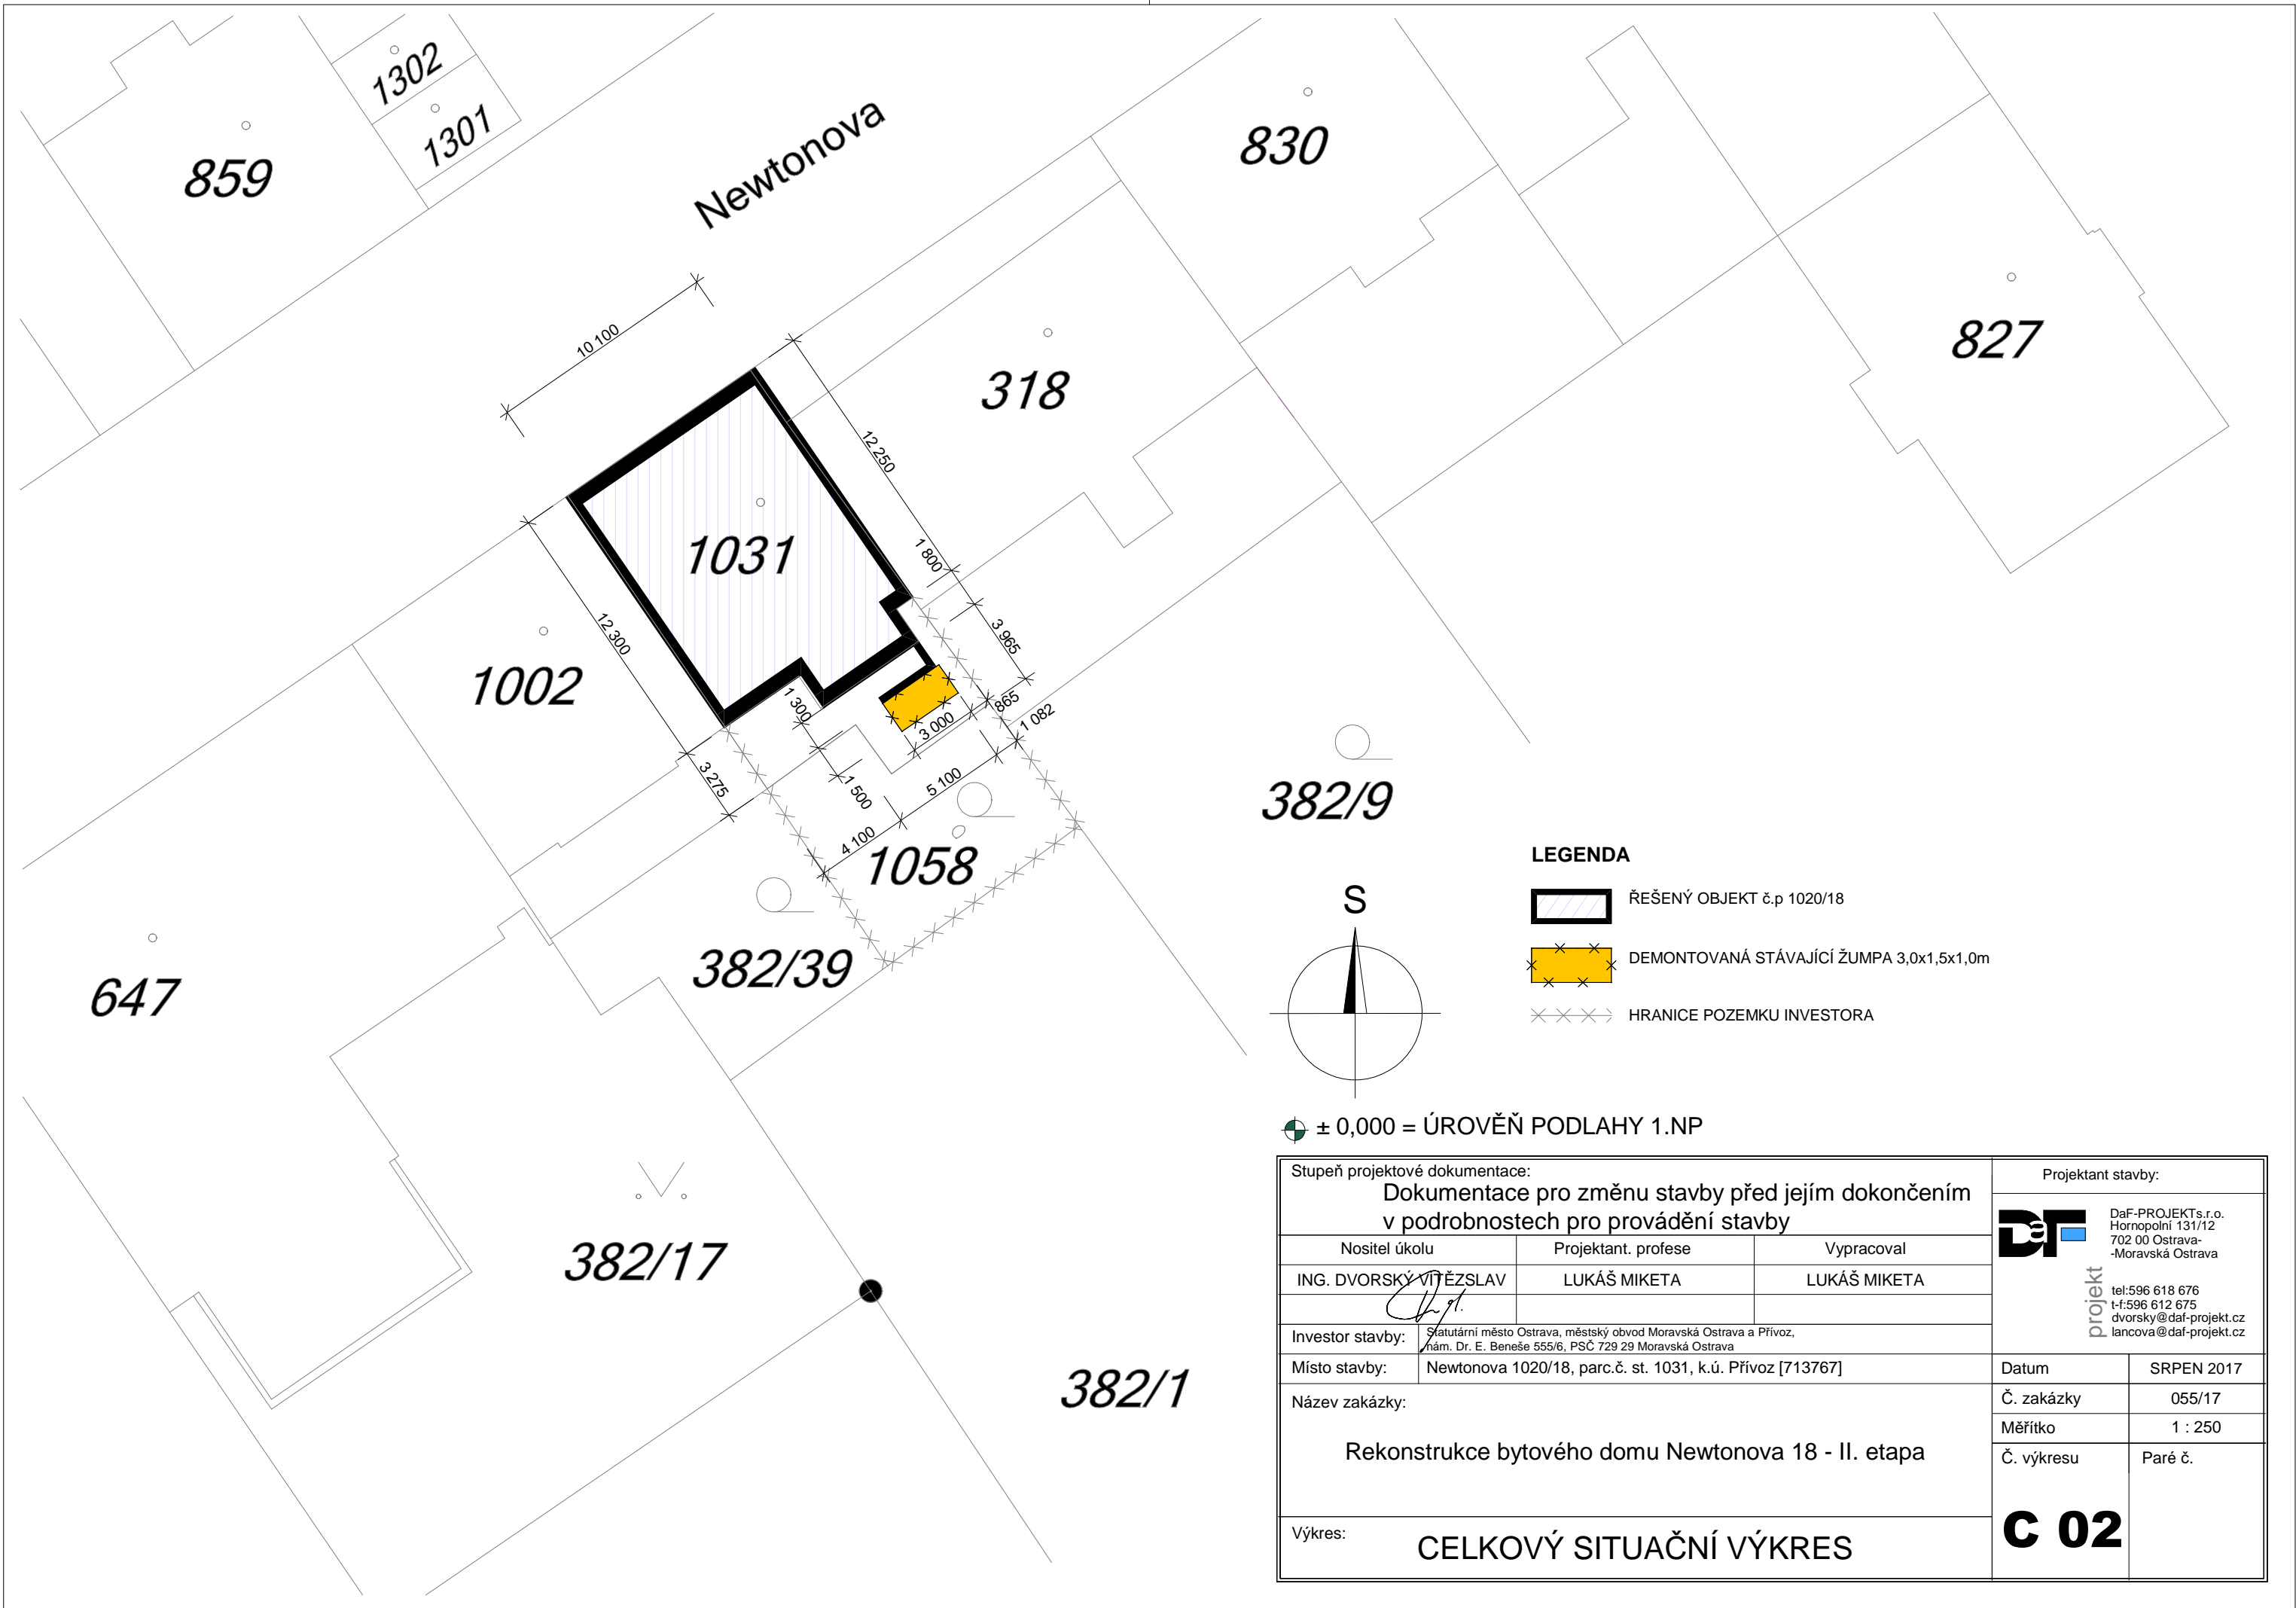 1302
1301
859
Newtonova
830
827
318
10 100
12 250
1031
1 800
12 300
3 965
1002
1 300
865
3 000
1 082
3 275
1 500
5 100
4 100
1058
382/9
382/39
647
382/17
382/1
LEGENDA
ŘEŠENÝ OBJEKT č.p 1020/18
DEMONTOVANÁ STÁVAJÍCÍ ŽUMPA 3,0x1,5x1,0m
HRANICE POZEMKU INVESTORA
S
± 0,000 = ÚROVĚŇ PODLAHY 1.NP
Stupeň projektové dokumentace:
Dokumentace pro změnu stavby před jejím dokončením
v podrobnostech pro provádění stavby
Nositel úkolu
Projektant. profese
Vypracoval
ING. DVORSKÝ VÍTĚZSLAV
LUKÁŠ MIKETA
LUKÁŠ MIKETA
Investor stavby:
Statutární město Ostrava, městský obvod Moravská Ostrava a Přívoz,
nám. Dr. E. Beneše 555/6, PSČ 729 29 Moravská Ostrava
Místo stavby:
Newtonova 1020/18, parc.č. st. 1031, k.ú. Přívoz [713767]
Název zakázky:
Rekonstrukce bytového domu Newtonova 18 - II. etapa
Výkres:
CELKOVÝ SITUAČNÍ VÝKRES
Projektant stavby:
DaF
projekt
DaF-PROJEKTs.r.o.
Hornopolní 131/12
702 00 Ostrava-
-Moravská Ostrava
tel:596 618 676
t-f:596 612 675
dvorsky@daf-projekt.cz
lancova@daf-projekt.cz
Datum
SRPEN 2017
Č. zakázky
055/17
Měřítko
1 : 250
Č. výkresu
Paré č.
C 02